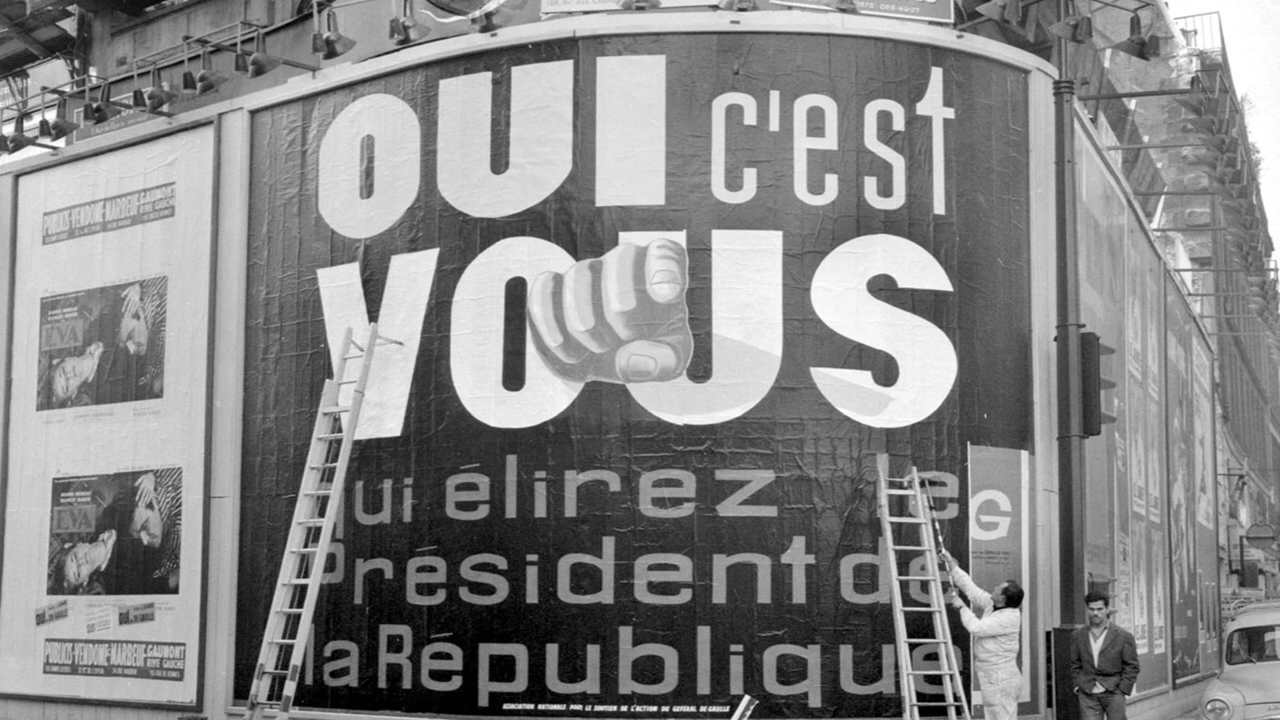 OUI c'est
VOUS
qui élirez le
Président de
la République
ASSOCIATION NATIONALE POUR LE SOUTIEN DE L'ACTION DU GENERAL DE GAULLE
G
PUBLICIS-VENDOME-MARBEUF-GAUMONT
RIVE GAUCHE
EVA
EVA
PUBLICIS-VENDOME-MARBEUF-GAUMONT
RIVE GAUCHE